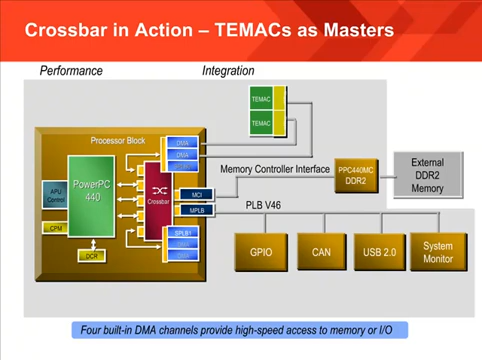 Crossbar in Action – TEMACs as Masters
Performance
Integration
TEMAC
TEMAC
Processor Block
DMA
DMA
PowerPC
440
APU
Control
CPM
DCR
Crossbar
MCI
MPLB
SPLB1
DMA
DMA
Memory Controller Interface
PPC440MC
DDR2
External
DDR2
Memory
PLB V46
GPIO
CAN
USB 2.0
System
Monitor
Four built-in DMA channels provide high-speed access to memory or I/O